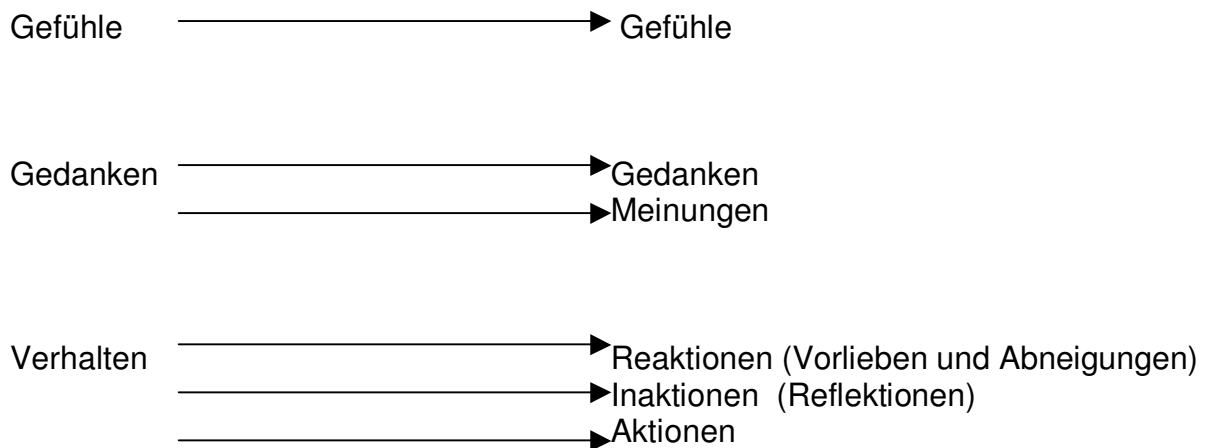 Gefühle Gefühle
Gedanken Gedanken
Meinungen
Verhalten Reaktionen (Vorlieben und Abneigungen)
Inaktionen (Reflektionen)
Aktionen